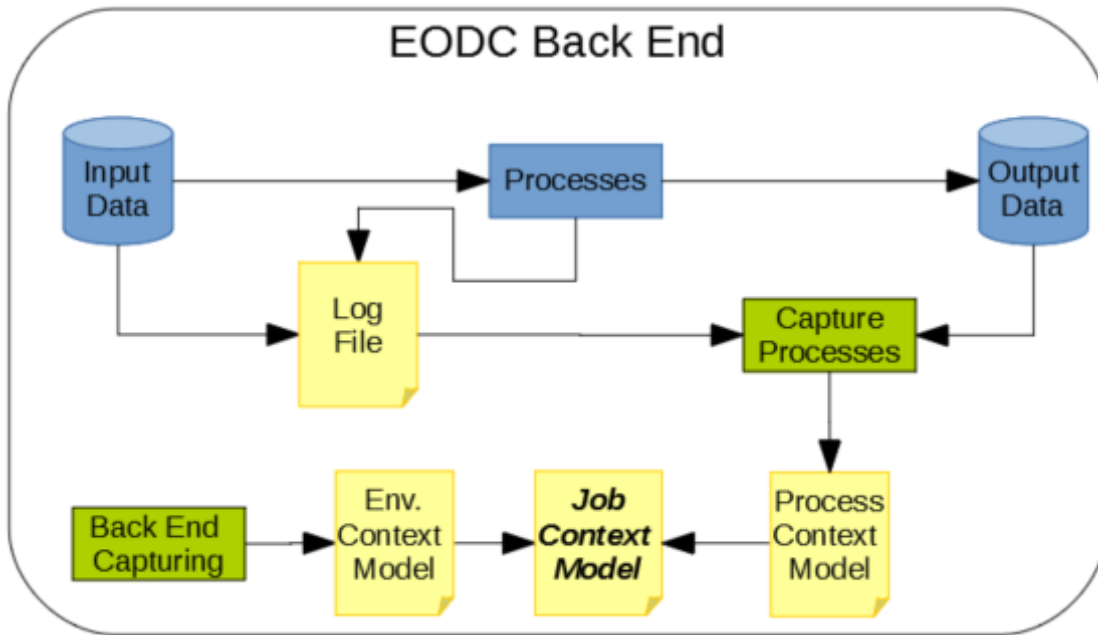 EODC Back End
Input
Data
Processes
Output
Data
Log
File
Capture
Processes
Back End
Capturing
Env.
Context
Model
Job
Context
Model
Process
Context
Model